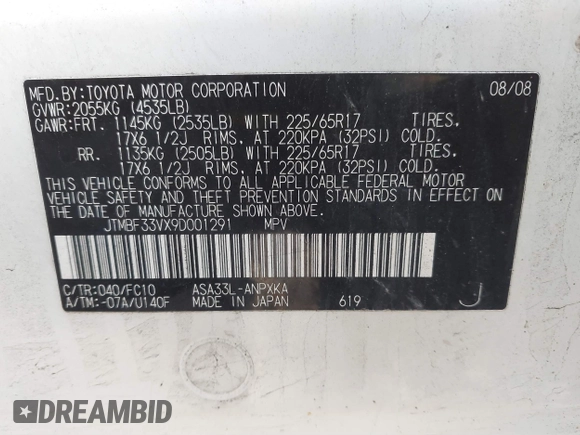 MFD.BY:TOYOTA MOTOR CORPORATION 08/08
GVWR:2055KG (4535LB)
GAWR:FRT. 1145KG (2535LB) WITH 225/65R17 TIRES.
17X6 1/2J RIMS. AT 220KPA (32PSI) COLD.
RR. 1135KG (2505LB) WITH 225/65R17 TIRES.
17X6 1/2J RIMS. AT 220KPA (32PSI) COLD.
THIS VEHICLE CONFORMS TO ALL APPLICABLE FEDERAL MOTOR
VEHICLE SAFETY AND THEFT PREVENTION STANDARDS IN EFFECT
ON THE DATE OF MANUFACTURE SHOWN ABOVE.
JTMBF33VX9D001291 MPV
C/TR:040/FC10 ASA33L-ANPXKA
A/TM:-07A/U140F MADE IN JAPAN 619 J
DREAMBID